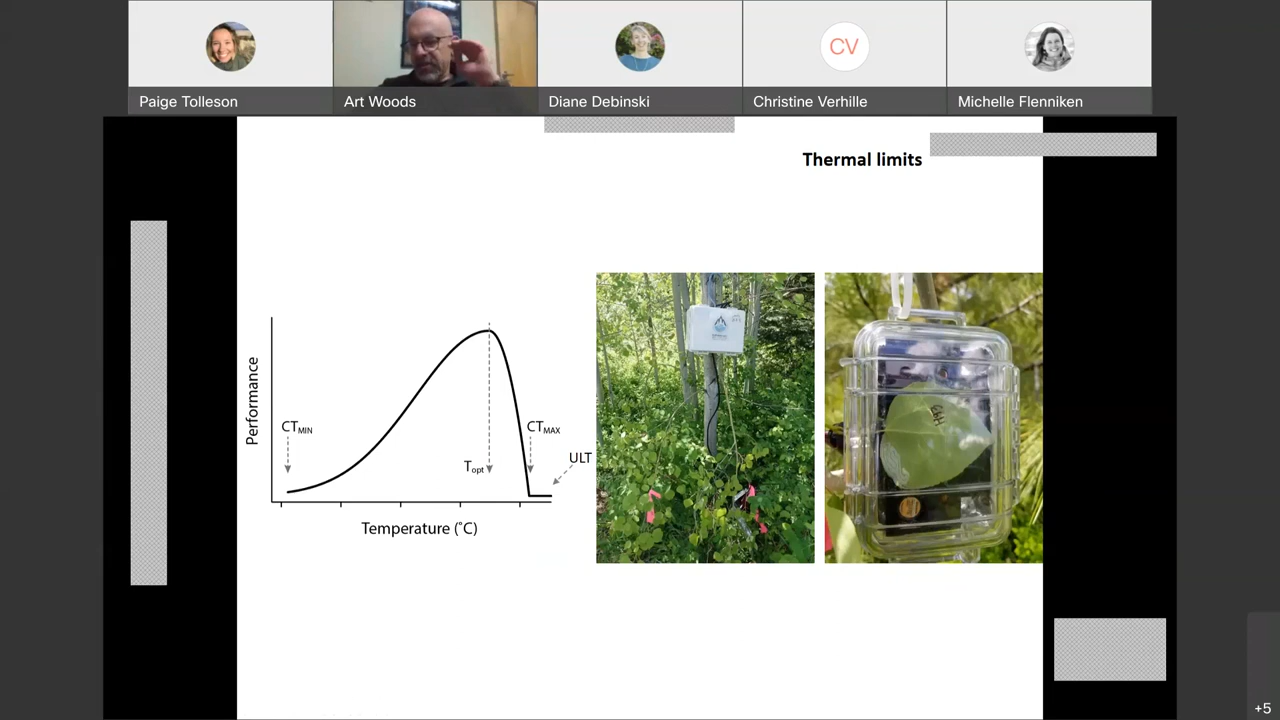 CV
Paige Tolleson
Art Woods
Diane Debinski
Christine Verhille
Michelle Flenniken
Thermal limits
Performance
CTMIN
Topt
CTMAX
ULT
Temperature (˚C)
+5